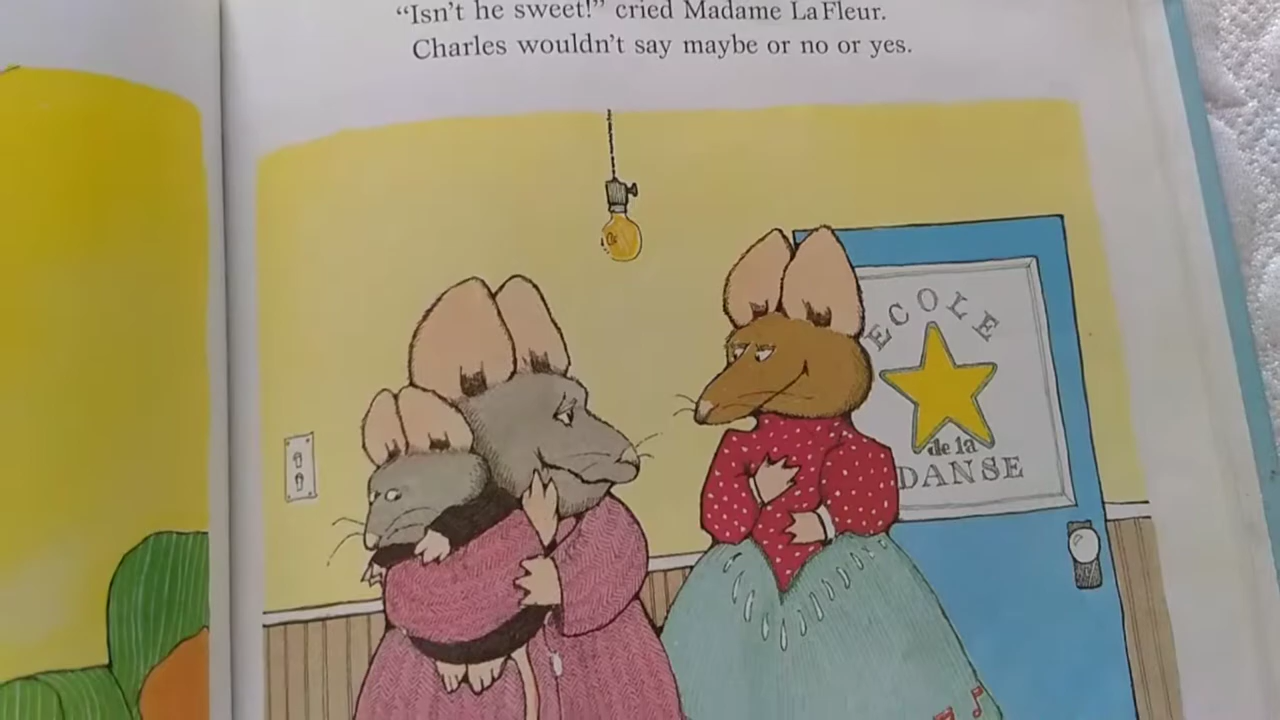 “Isn’t he sweet!” cried Madame LaFleur.
Charles wouldn’t say maybe or no or yes.
ECOLE
de la
DANSE